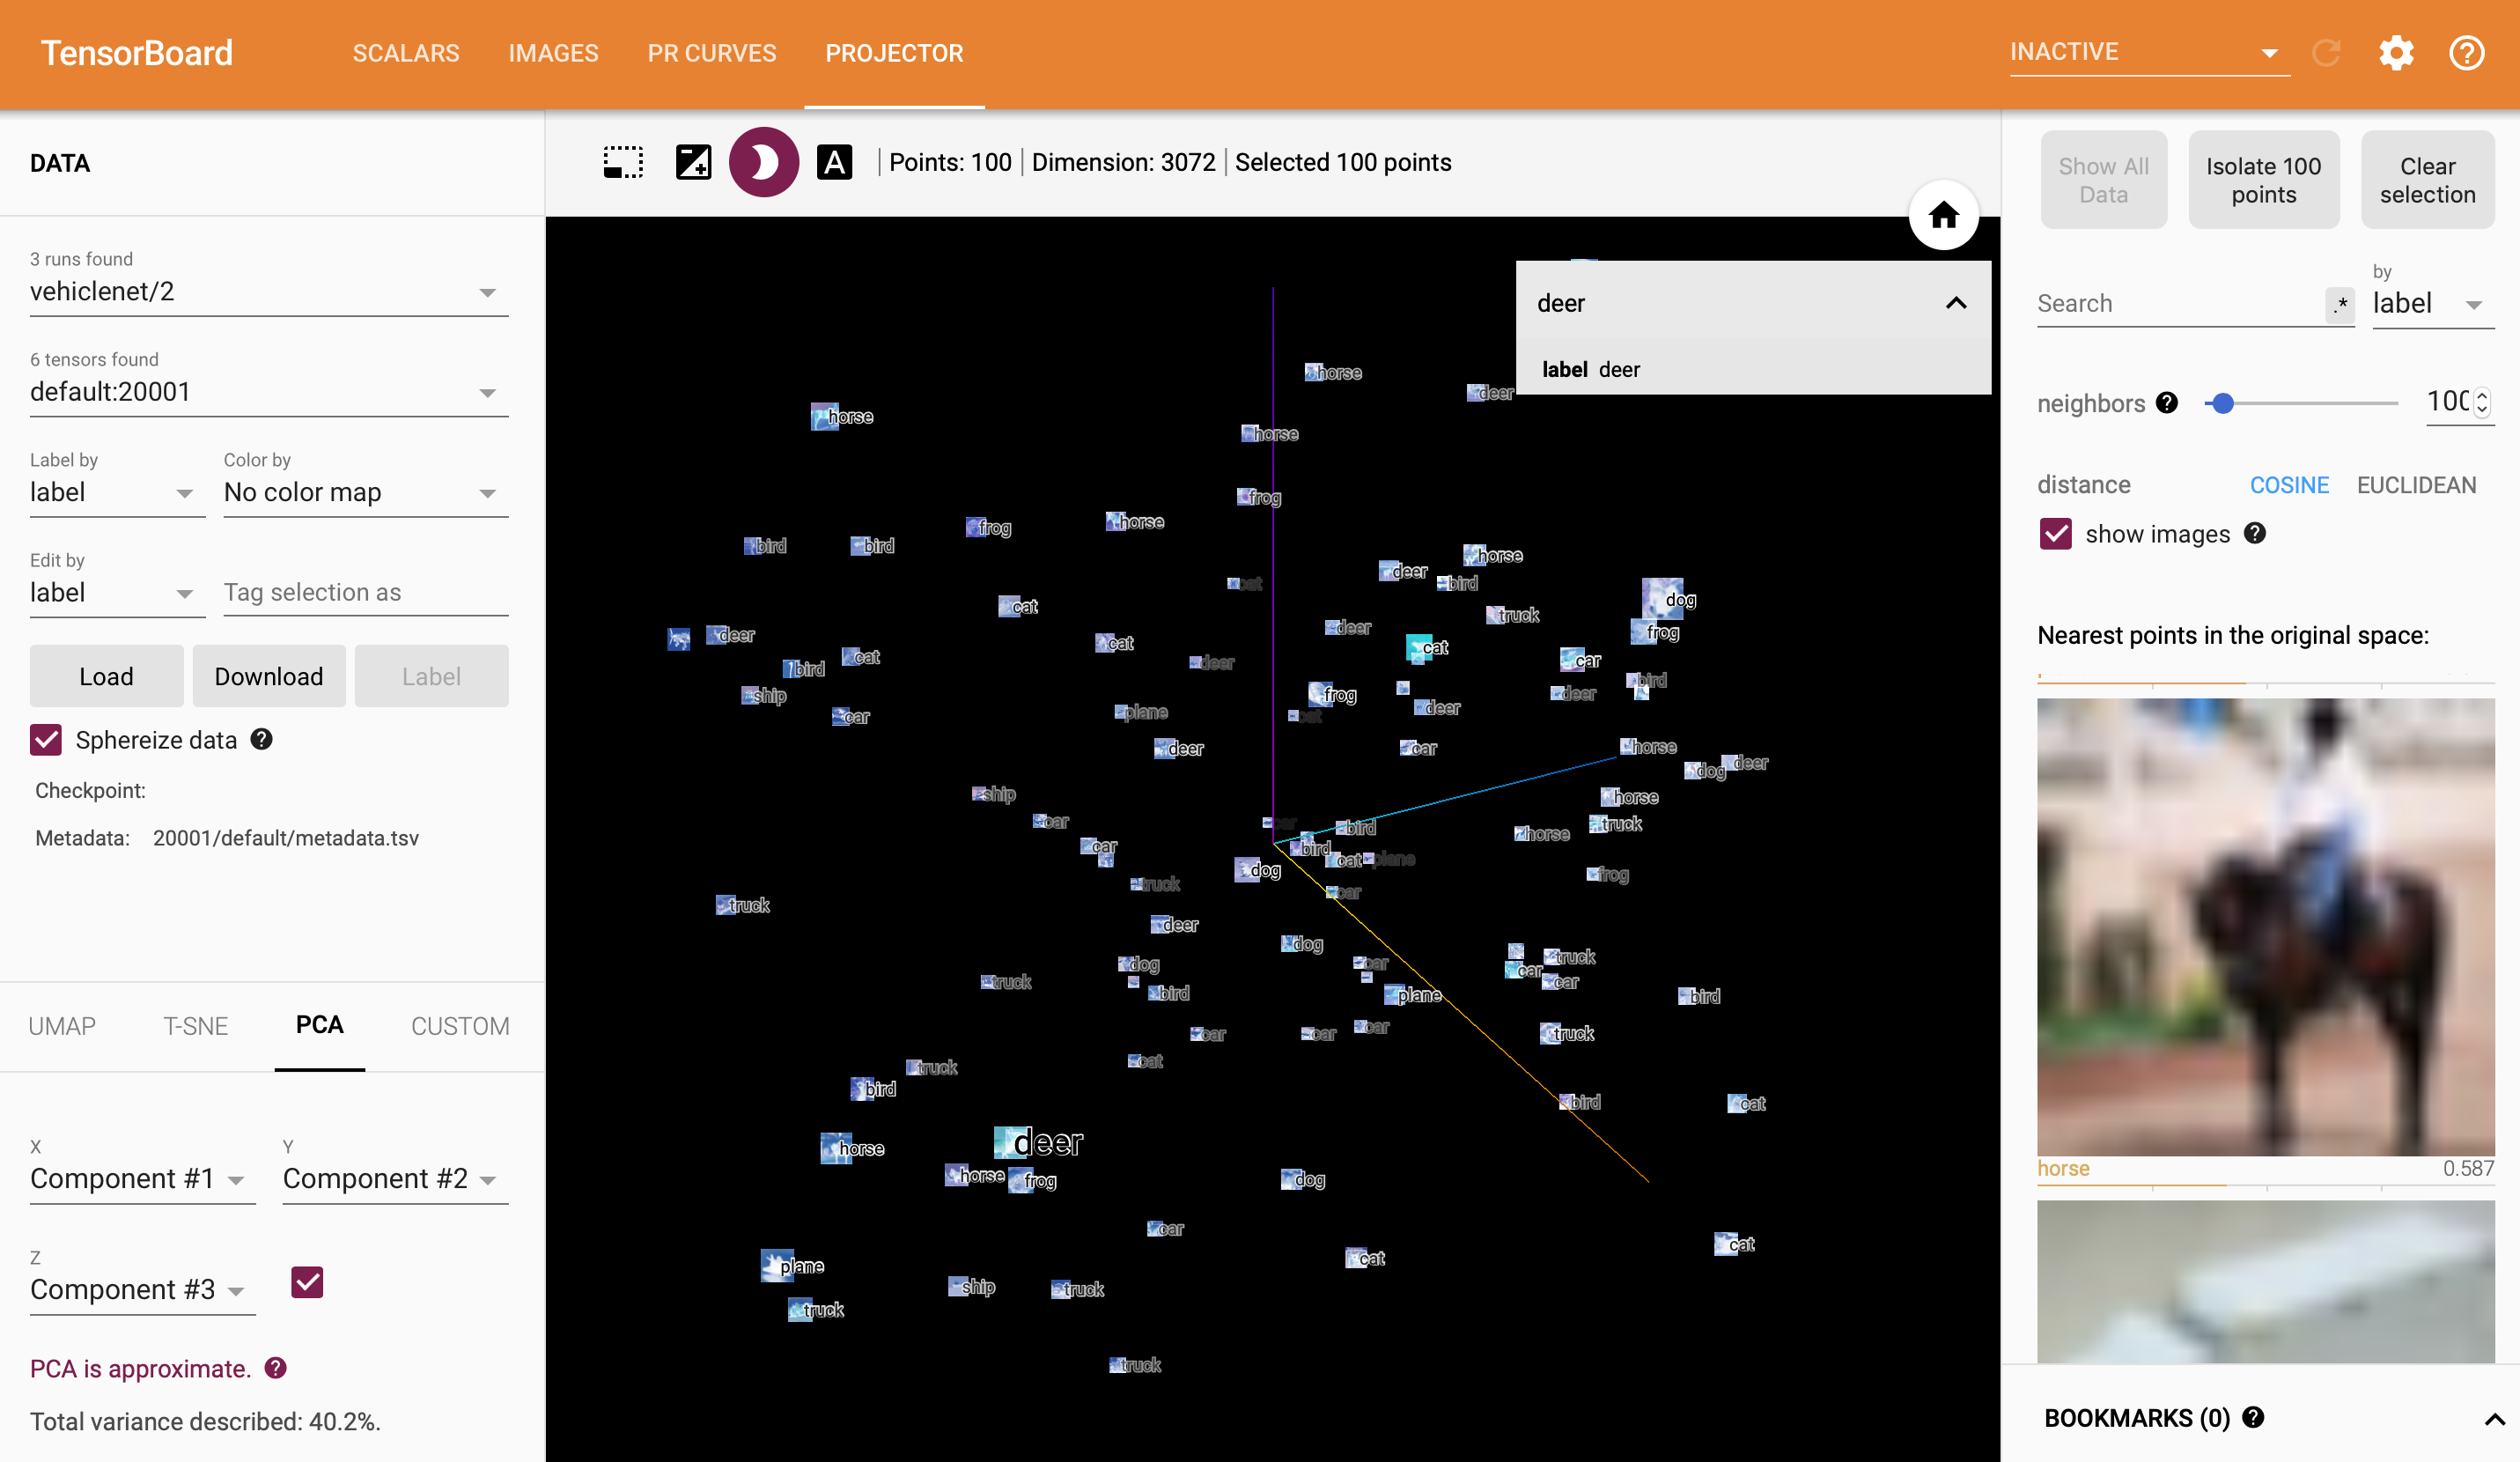 TensorBoard
SCALARS
IMAGES
PR CURVES
PROJECTOR
INACTIVE
DATA
Points: 100
Dimension: 3072
Selected 100 points
3 runs found
vehiclenet/2
6 tensors found
default:20001
Label by
label
Color by
No color map
Edit by
label
Tag selection as
Load
Download
Label
Sphereize data
Checkpoint:
Metadata: 20001/default/metadata.tsv
UMAP
T-SNE
PCA
CUSTOM
X
Component #1
Y
Component #2
Z
Component #3
PCA is approximate.
Total variance described: 40.2%.
deer
label deer
horse
deer
horse
horse
frog
horse
frog
bird
bird
horse
deer
bird
cat
dog
cat
truck
frog
deer
deer
cat
cat
cat
car
bird
deer
bird
ship
frog
deer
deer
plane
cat
car
deer
car
horse
deer
dog
ship
horse
car
car
bird
truck
horse
car
bird
cat
plane
dog
frog
truck
car
truck
deer
dog
truck
dog
car
car
truck
car
bird
plane
bird
car
car
car
truck
cat
truck
bird
bird
cat
deer
horse
horse
frog
dog
car
cat
cat
plane
ship
truck
truck
truck
Show All
Data
Isolate 100
points
Clear
selection
Search
.*
by
label
neighbors
100
distance
COSINE
EUCLIDEAN
show images
Nearest points in the original space:
horse
0.587
BOOKMARKS (0)